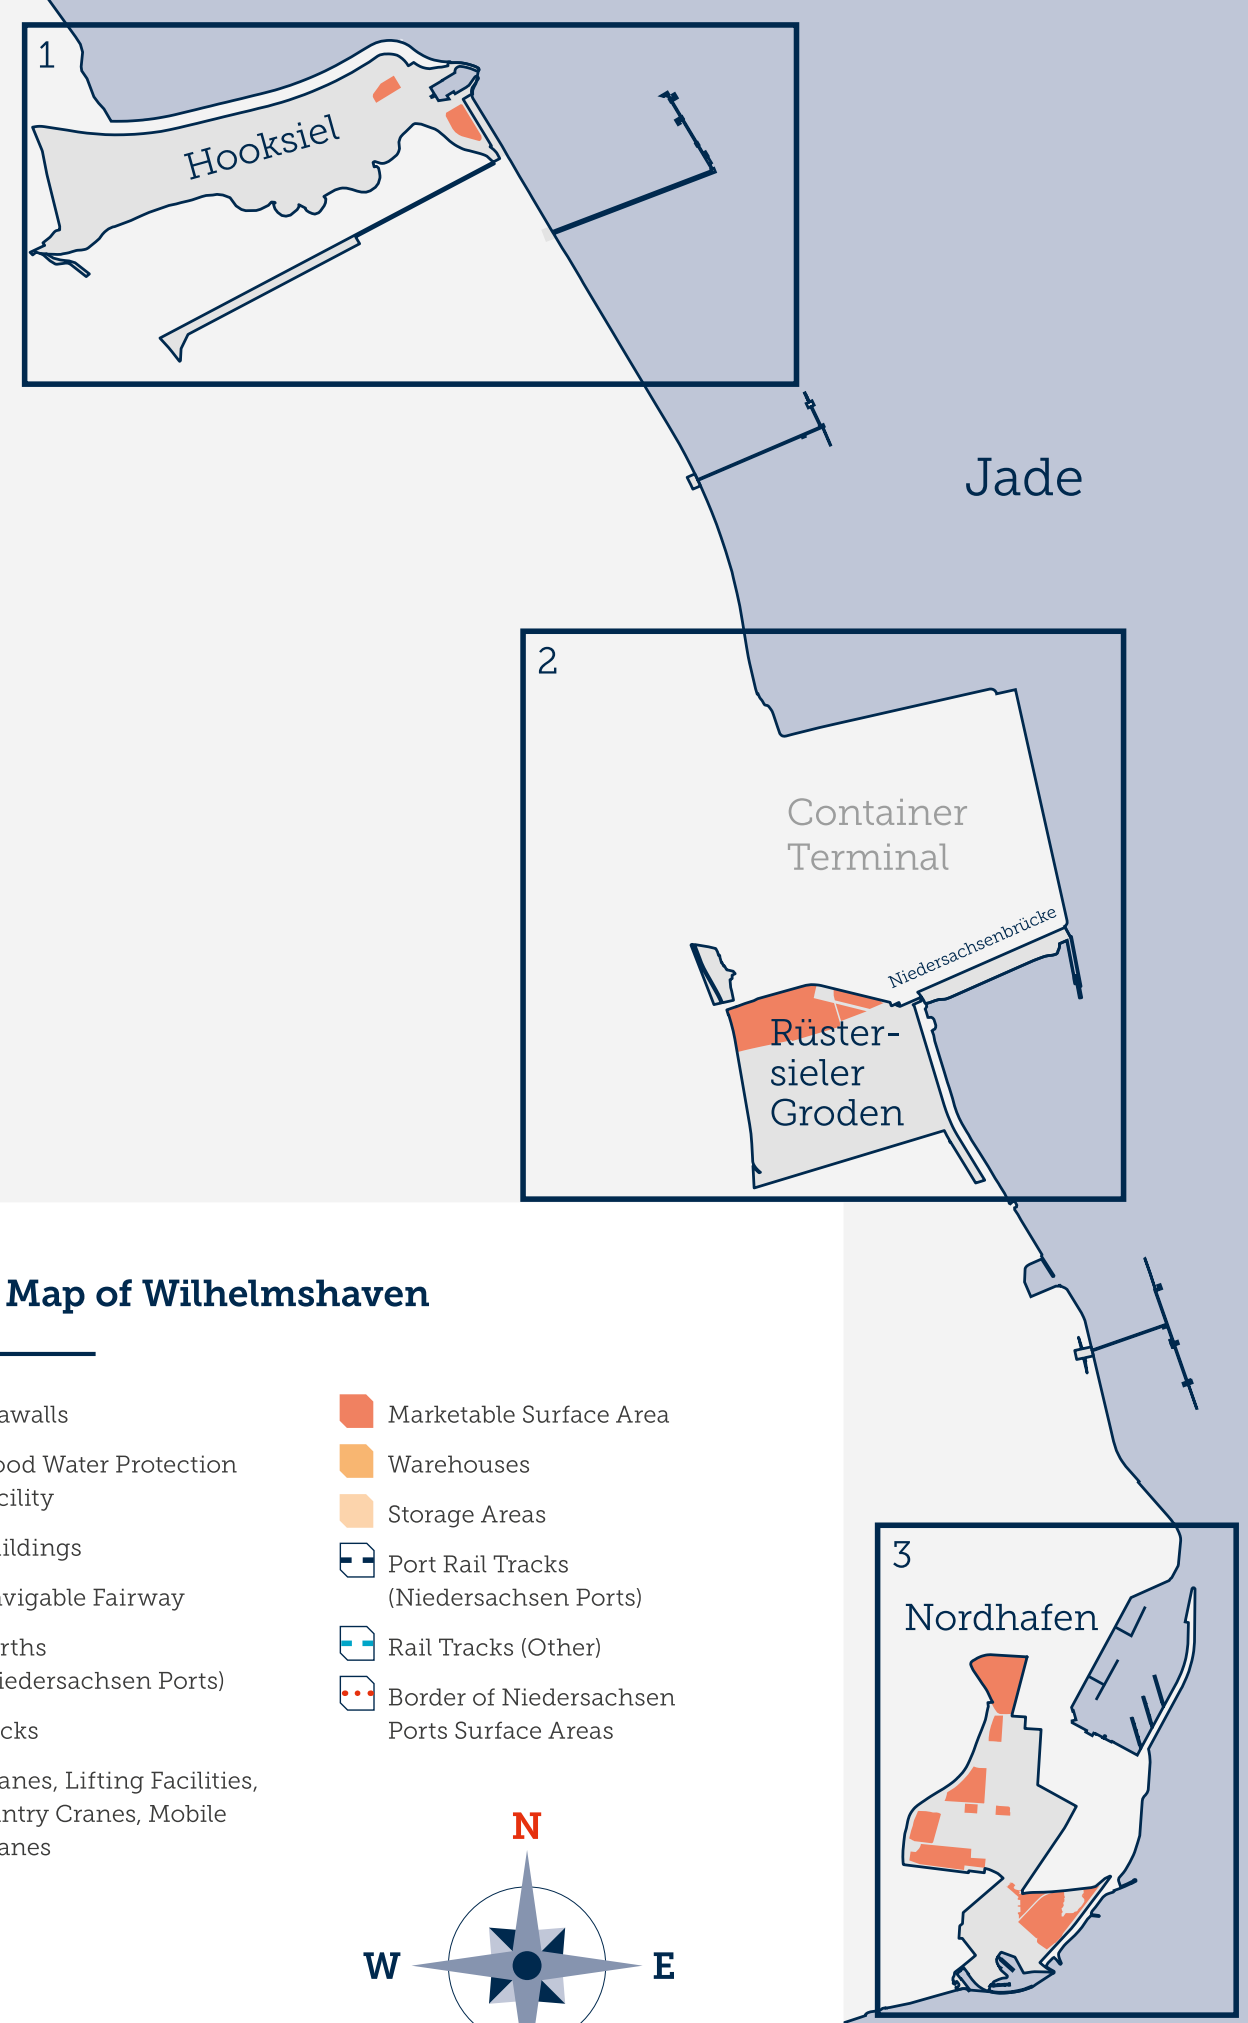 1
Hooksiel
Jade
2
Container
Terminal
Niedersachsenbrücke
Rüster-
sieler
Groden
Map of Wilhelmshaven
awalls
ood Water Protection
cility
ildings
vigable Fairway
rths
iedersachsen Ports)
cks
anes, Lifting Facilities,
ntry Cranes, Mobile
anes
Marketable Surface Area
Warehouses
Storage Areas
Port Rail Tracks
(Niedersachsen Ports)
Rail Tracks (Other)
Border of Niedersachsen
Ports Surface Areas
N
W
E
3
Nordhafen